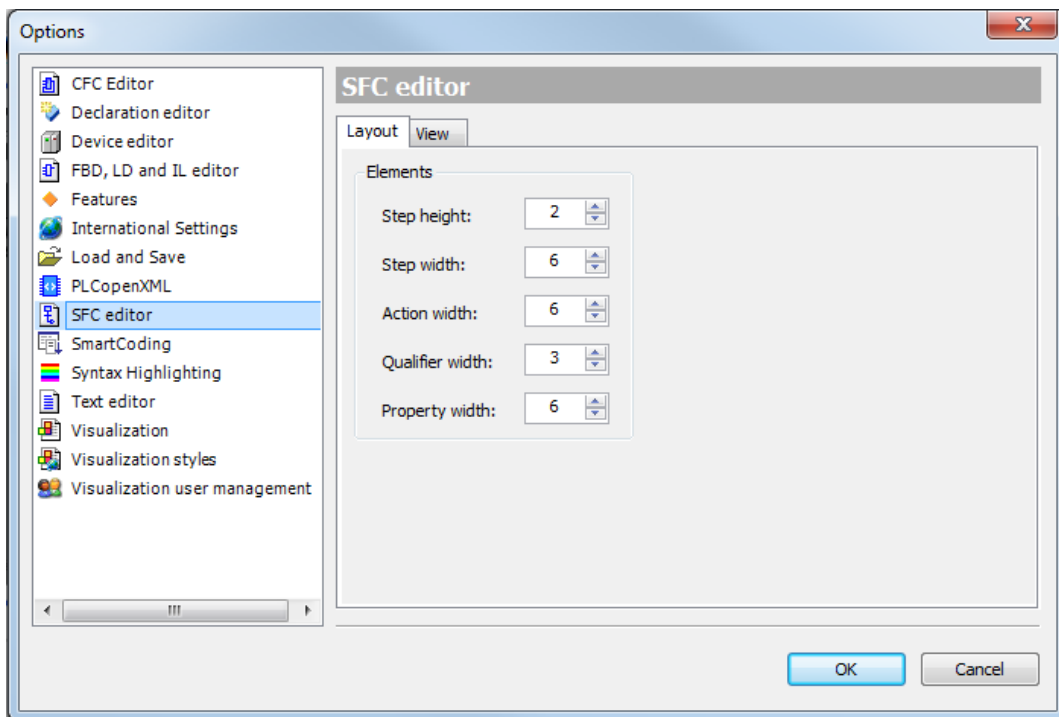 Options
CFC Editor
Declaration editor
Device editor
FBD, LD and IL editor
Features
International Settings
Load and Save
PLCopenXML
SFC editor
SmartCoding
Syntax Highlighting
Text editor
Visualization
Visualization styles
Visualization user management
SFC editor
Layout View
Elements
Step height: 2
Step width: 6
Action width: 6
Qualifier width: 3
Property width: 6
OK Cancel